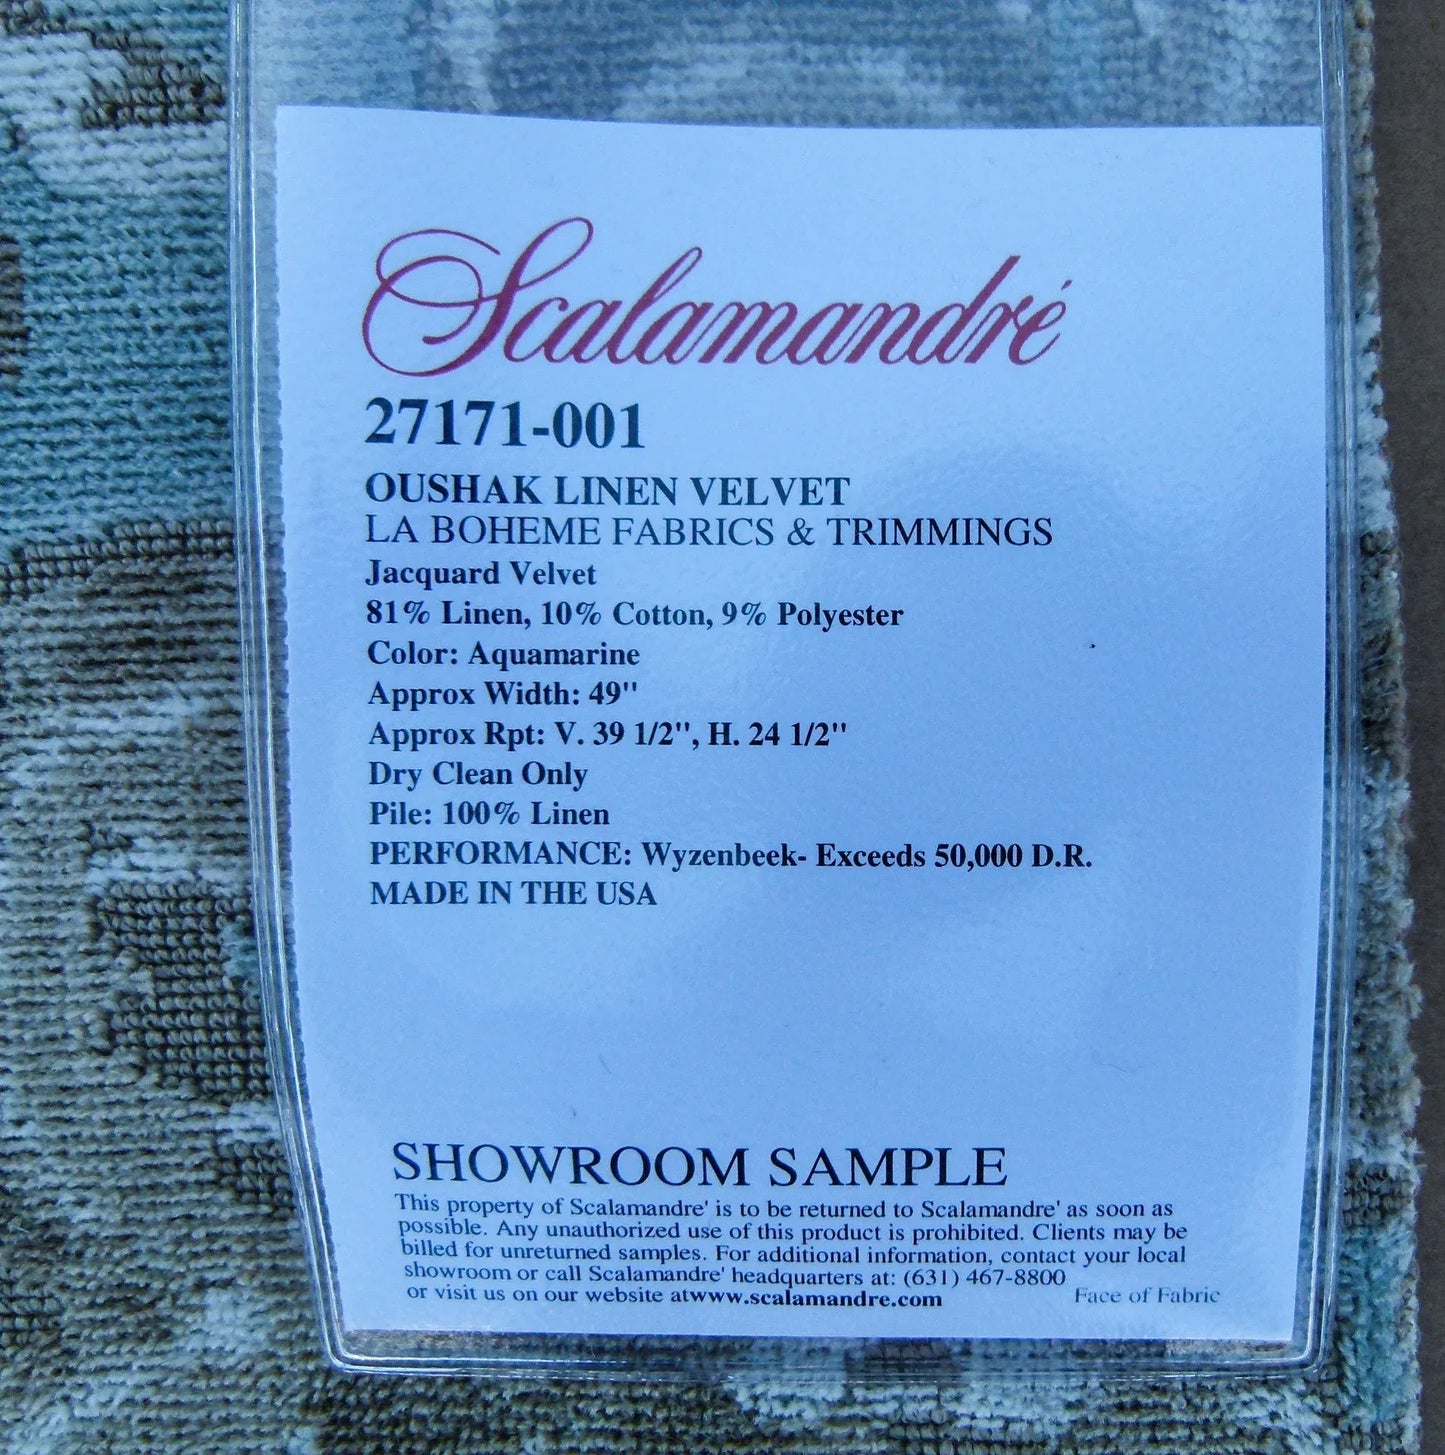 Scalamandré
27171-001
OUSHAK LINEN VELVET
LA BOHEME FABRICS & TRIMMINGS
Jacquard Velvet
81% Linen, 10% Cotton, 9% Polyester
Color: Aquamarine
Approx Width: 49"
Approx Rpt: V. 39 1/2", H. 24 1/2"
Dry Clean Only
Pile: 100% Linen
PERFORMANCE: Wyzenbeek- Exceeds 50,000 D.R.
MADE IN THE USA
SHOWROOM SAMPLE
This property of Scalamandre' is to be returned to Scalamandre' as soon as
possible. Any unauthorized use of this product is prohibited. Clients may be
billed for unreturned samples. For additional information, contact your local
showroom or call Scalamandre' headquarters at: (631) 467-8800
or visit us on our website atwww.scalamandre.com
Face of Fabric